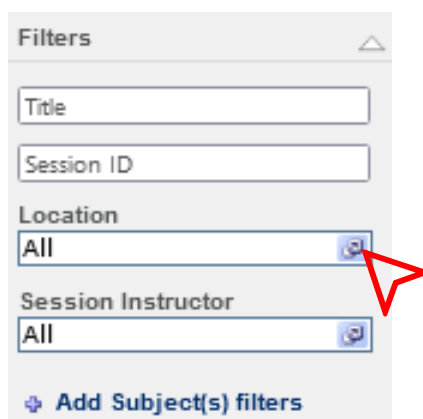 Filters
Title
Session ID
Location
All
Session Instructor
All
Add Subject(s) filters